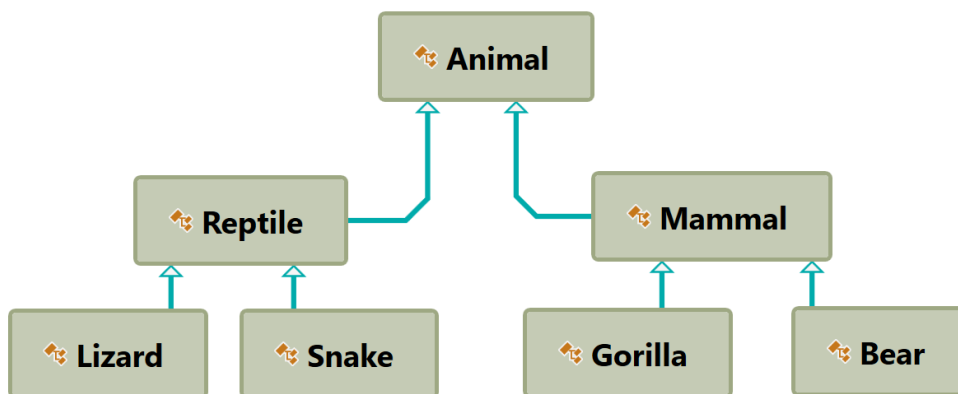 Animal
Reptile
Mammal
Lizard
Snake
Gorilla
Bear